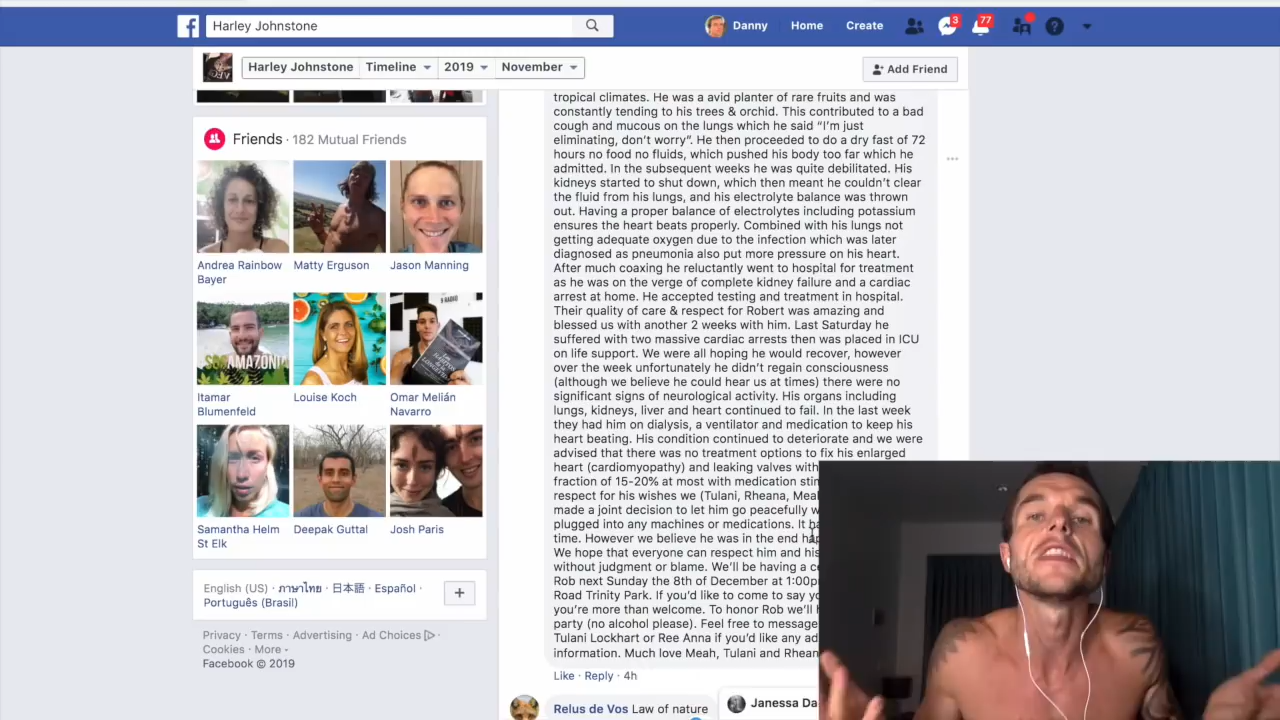 Harley Johnstone
Danny
Home
Create
3
77
Harley Johnstone
Timeline
2019
November
Add Friend
Friends · 182 Mutual Friends
Andrea Rainbow
Bayer
Matty Erguson
Jason Manning
Itamar
Blumenfeld
Louise Koch
Omar Melián
Navarro
Samantha Helm
St Elk
Deepak Guttal
Josh Paris
English (US) · ภาษาไทย · 日本語 · Español ·
Português (Brasil)
Privacy · Terms · Advertising · Ad Choices ·
Cookies · More
Facebook © 2019
tropical climates. He was a avid planter of rare fruits and was
constantly tending to his trees & orchid. This contributed to a bad
cough and mucous on the lungs which he said “I’m just
eliminating, don’t worry”. He then proceeded to do a dry fast of 72
hours no food no fluids, which pushed his body too far which he
admitted. In the subsequent weeks he was quite debilitated. His
kidneys started to shut down, which then meant he couldn’t clear
the fluid from his lungs, and his electrolyte balance was thrown
out. Having a proper balance of electrolytes including potassium
ensures the heart beats properly. Combined with his lungs not
getting adequate oxygen due to the infection which was later
diagnosed as pneumonia also put more pressure on his heart.
After much coaxing he reluctantly went to hospital for treatment
as he was on the verge of complete kidney failure and a cardiac
arrest at home. He accepted testing and treatment in hospital.
Their quality of care & respect for Robert was amazing and
blessed us with another 2 weeks with him. Last Saturday he
suffered with two massive cardiac arrests then was placed in ICU
on life support. We were all hoping he would recover, however
over the week unfortunately he didn’t regain consciousness
(although we believe he could hear us at times) there were no
significant signs of neurological activity. His organs including
lungs, kidneys, liver and heart continued to fail. In the last week
they had him on dialysis, a ventilator and medication to keep his
heart beating. His condition continued to deteriorate and we were
advised that there was no treatment options to fix his enlarged
heart (cardiomyopathy) and leaking valves with
fraction of 15-20% at most with medication
respect for his wishes we (Tulani, Rheana,
made a joint decision to let him go peacefully
plugged into any machines or medications. It
time. However we believe he was in the end
We hope that everyone can respect him and his
without judgment or blame. We’ll be having a
Rob next Sunday the 8th of December at
Road Trinity Park. If you’d like to come to say
you’re more than welcome. To honor Rob we’ll
party (no alcohol please). Feel free to message
Tulani Lockhart or Ree Anna if you’d like any
information. Much love Meah, Tulani and
Like · Reply · 4h
Relus de Vos Law of nature
Janessa